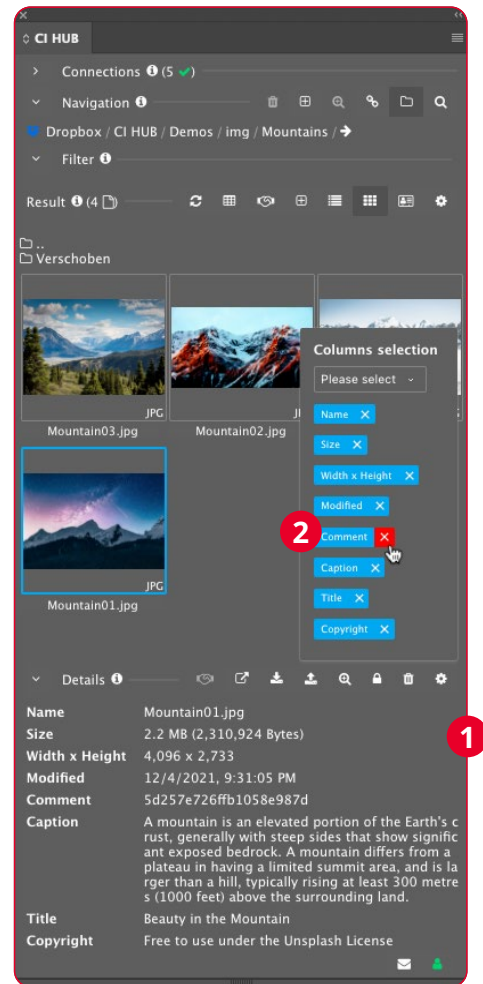 CI HUB
Connections (5 ✔)
Navigation
Dropbox / CI HUB / Demos / img / Mountains /
Filter
Result (4)
..
Verschoben
JPG
Mountain03.jpg
Mountain02.jpg
Columns selection
Please select
Name
Size
Width x Height
Modified
2
Comment
Caption
Title
Copyright
JPG
Mountain01.jpg
Details
Name Mountain01.jpg
Size 2.2 MB (2,310,924 Bytes)
1
Width x Height 4,096 x 2,733
Modified 12/4/2021, 9:31:05 PM
Comment 5d257e726ffb1058e987d
Caption A mountain is an elevated portion of the Earth's c
rust, generally with steep sides that show signific
ant exposed bedrock. A mountain differs from a
plateau in having a limited summit area, and is la
rger than a hill, typically rising at least 300 metre
s (1000 feet) above the surrounding land.
Title Beauty in the Mountain
Copyright Free to use under the Unsplash License